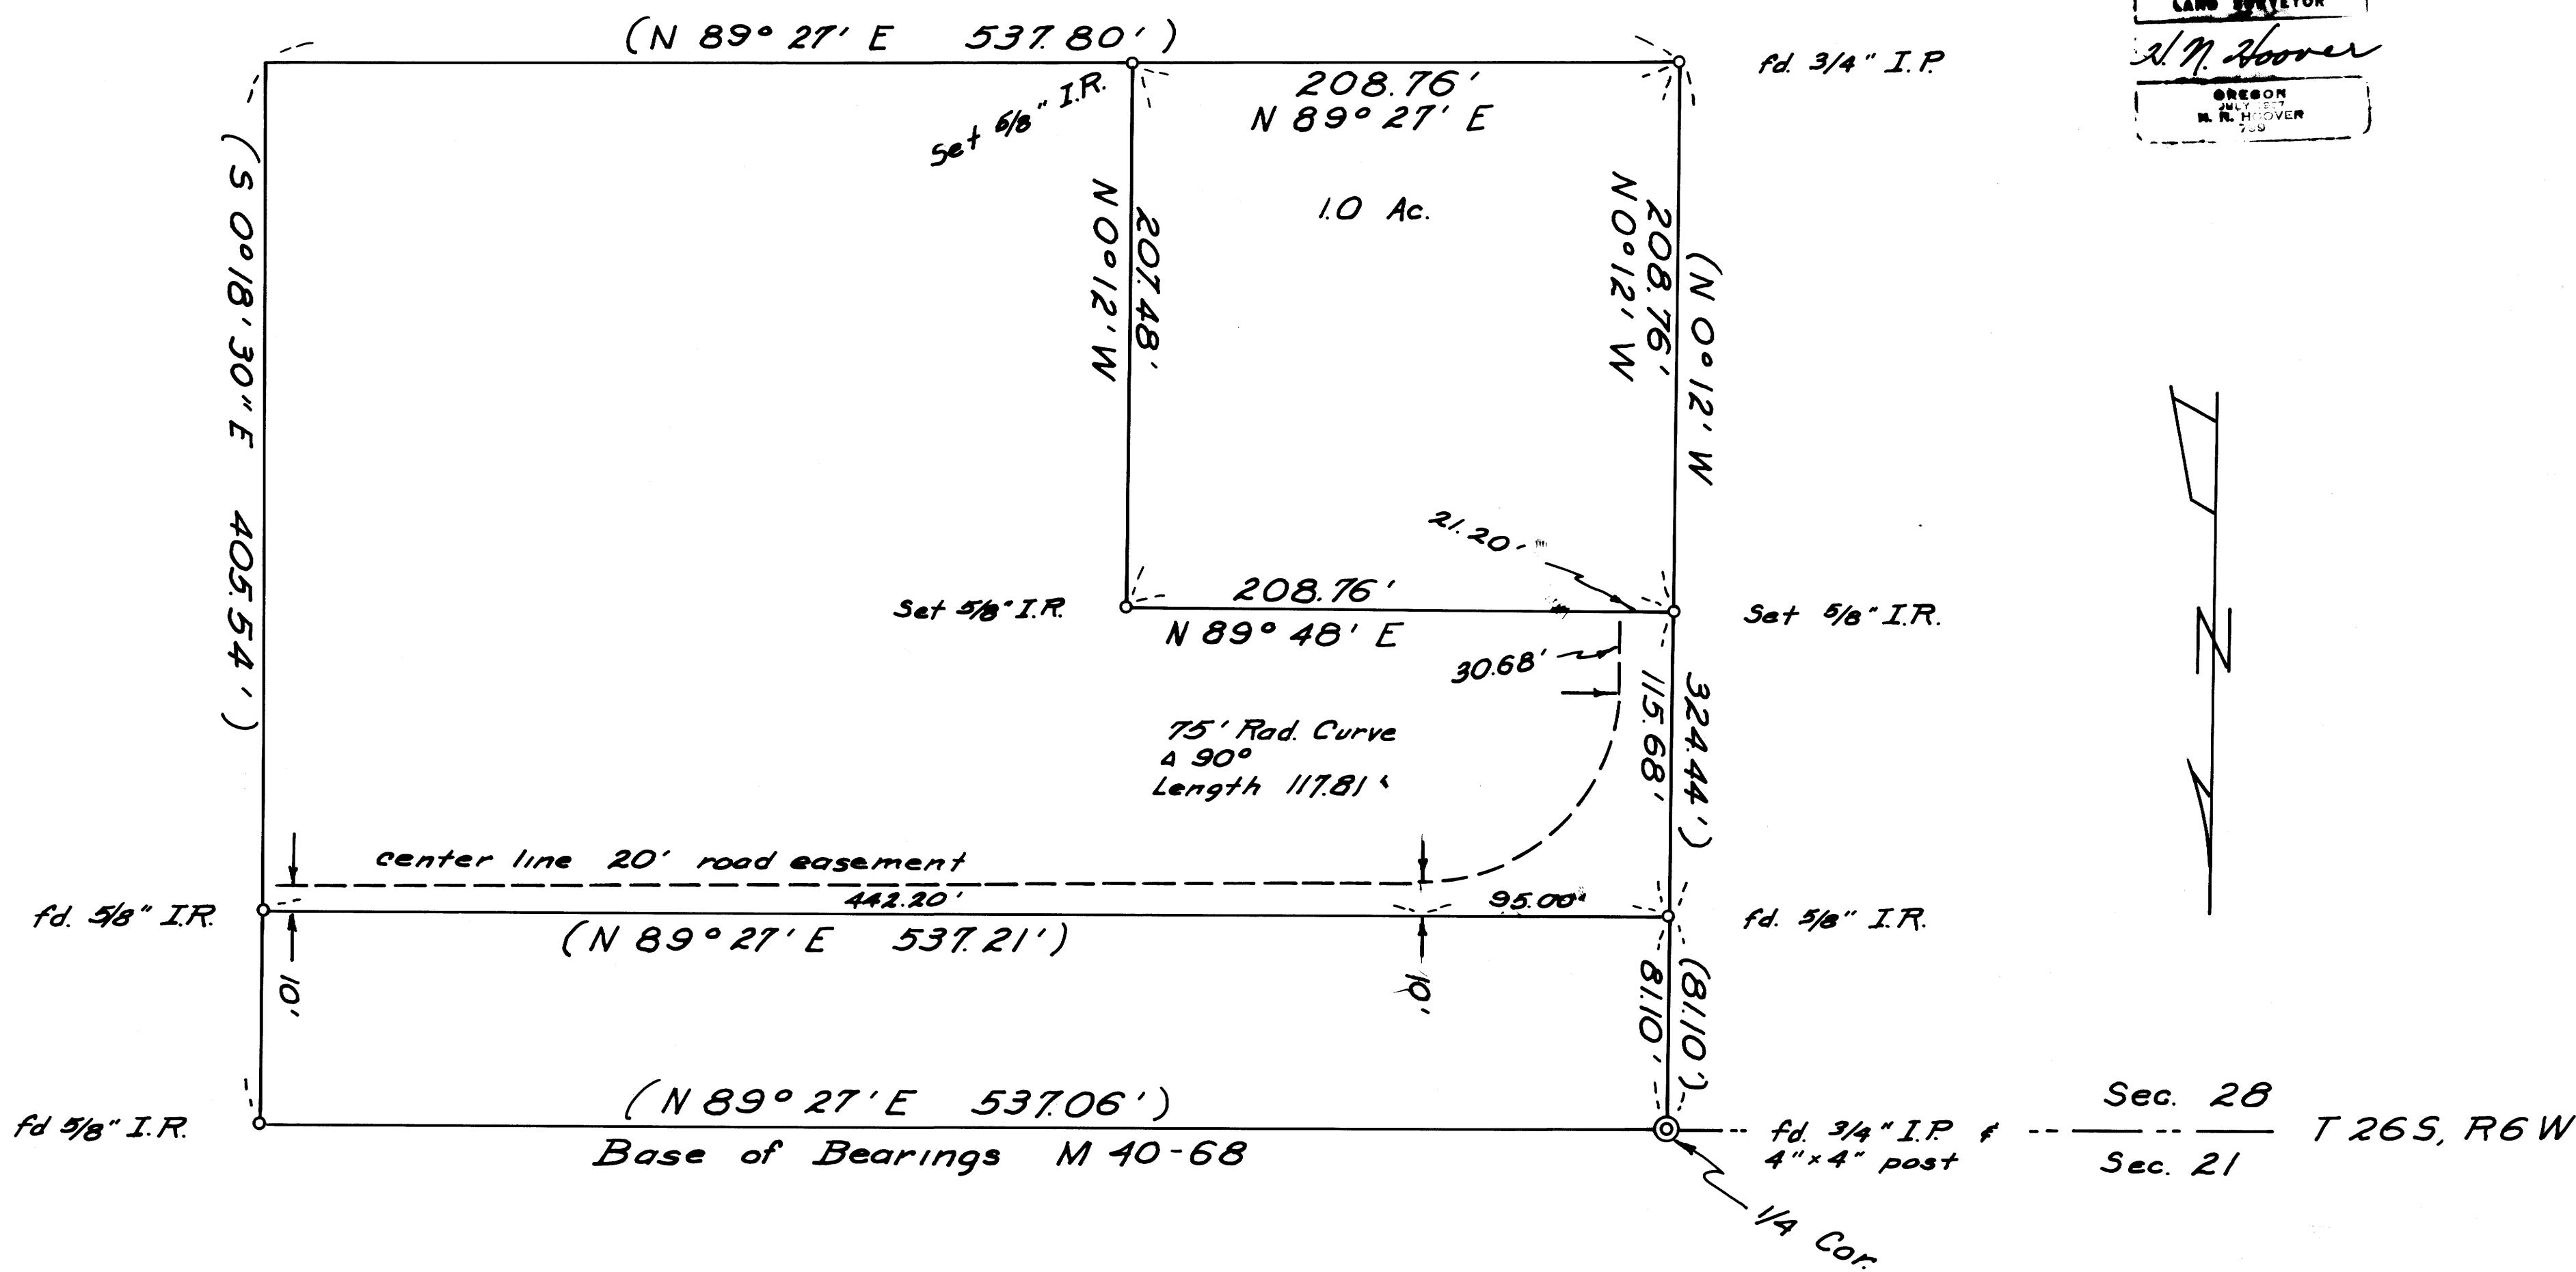 LAND SURVEYOR
H. N. Hoover
OREGON
JULY
H. N. HOOVER
(N 89° 27' E 537.80')
208.76'
N 89° 27' E
fd. 3/4" I.P.
Set 5/8" I.R.
1.0 Ac.
(S 0° 18' 30" E 405.54')
207.48'
N 0° 12' W
208.76'
N 0° 12' W
(N 0° 12' W
324.44')
21.20
Set 5/8" I.R.
208.76'
N 89° 48' E
Set 5/8" I.R.
30.68'
115.68'
75' Rad. Curve
Δ 90°
Length 117.81'
center line 20' road easement
442.20'
95.00'
fd. 5/8" I.R.
(N 89° 27' E 537.21')
fd. 5/8" I.R.
10'
10'
81.10'
(81.10')
N
(N 89° 27' E 537.06')
Base of Bearings M 40-68
fd 5/8" I.R.
fd. 3/4" I.P. &
4"x4" post
Sec. 28
T 26 S, R 6 W
Sec. 21
1/4 Cor.